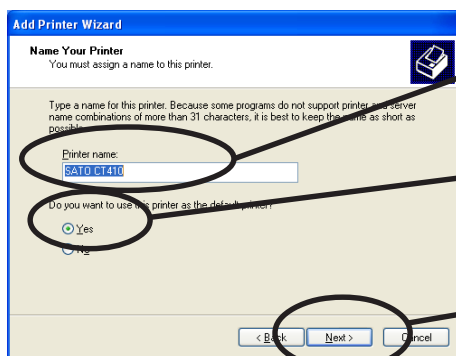 Add Printer Wizard
Name Your Printer
You must assign a name to this printer.
Type a name for this printer. Because some programs do not support printer and server
name combinations of more than 31 characters, it is best to keep the name as short as
possible.
Printer name:
SATO CT410
Do you want to use this printer as the default printer?
Yes
No
< Back
Next >
Cancel